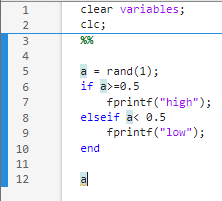 1 clear variables;
2 clc;
3 %%
4
5 a = rand(1);
6 if a>=0.5
7 fprintf("high");
8 elseif a< 0.5
9 fprintf("low");
10 end
11
12 a